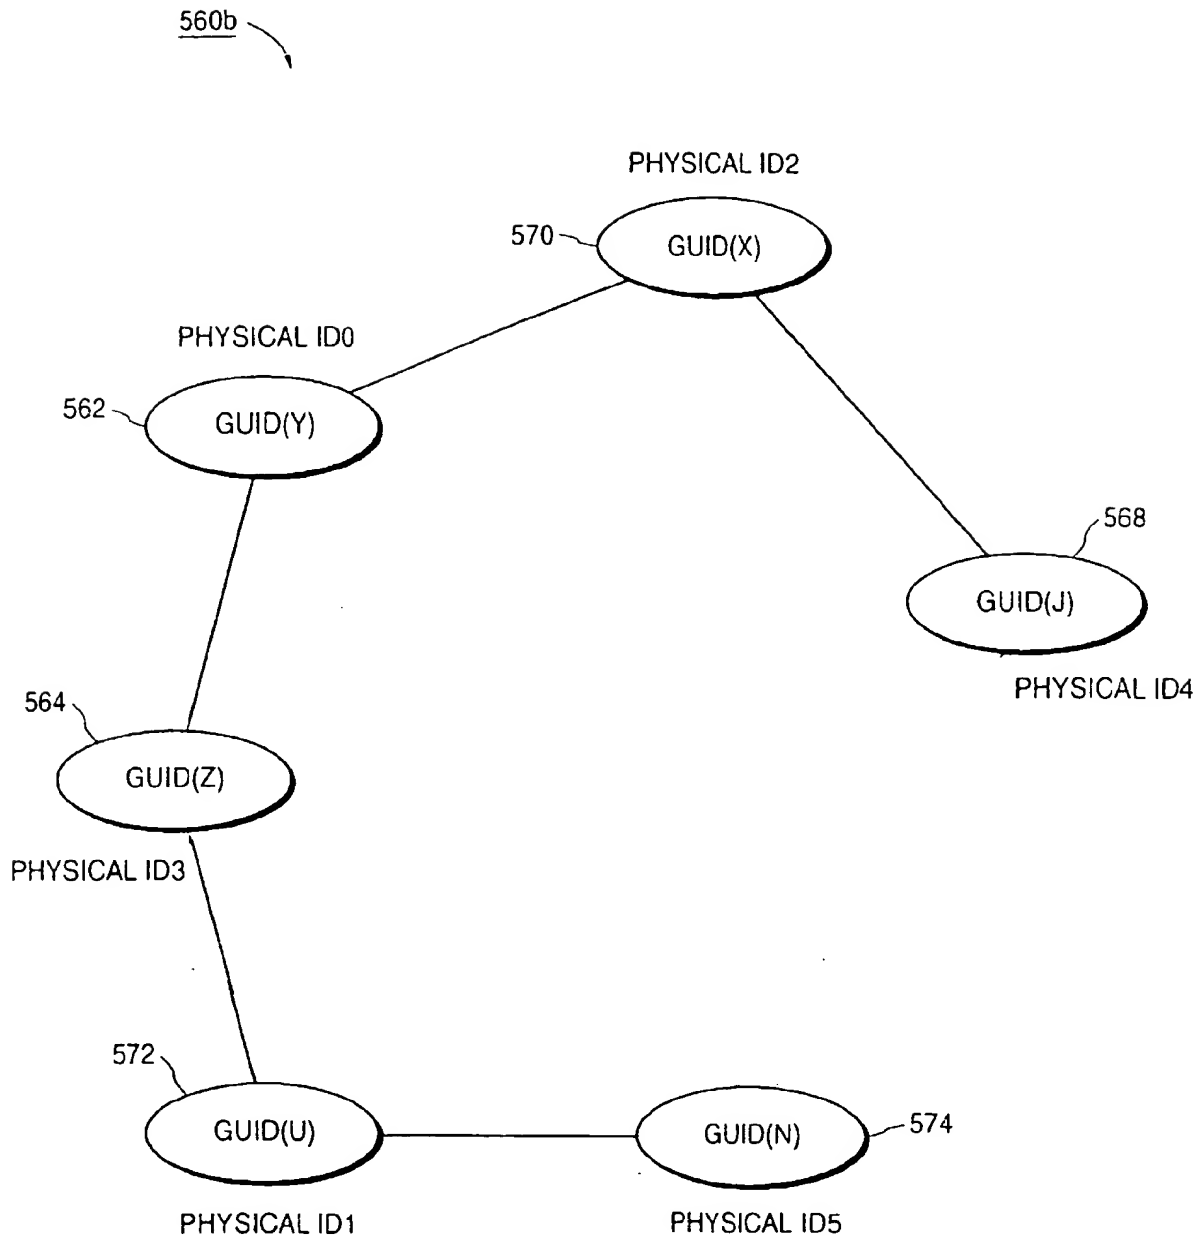 560b
PHYSICAL ID2
570
GUID(X)
PHYSICAL ID0
562
GUID(Y)
568
GUID(J)
PHYSICAL ID4
564
GUID(Z)
PHYSICAL ID3
572
GUID(U)
GUID(N)
574
PHYSICAL ID1
PHYSICAL ID5